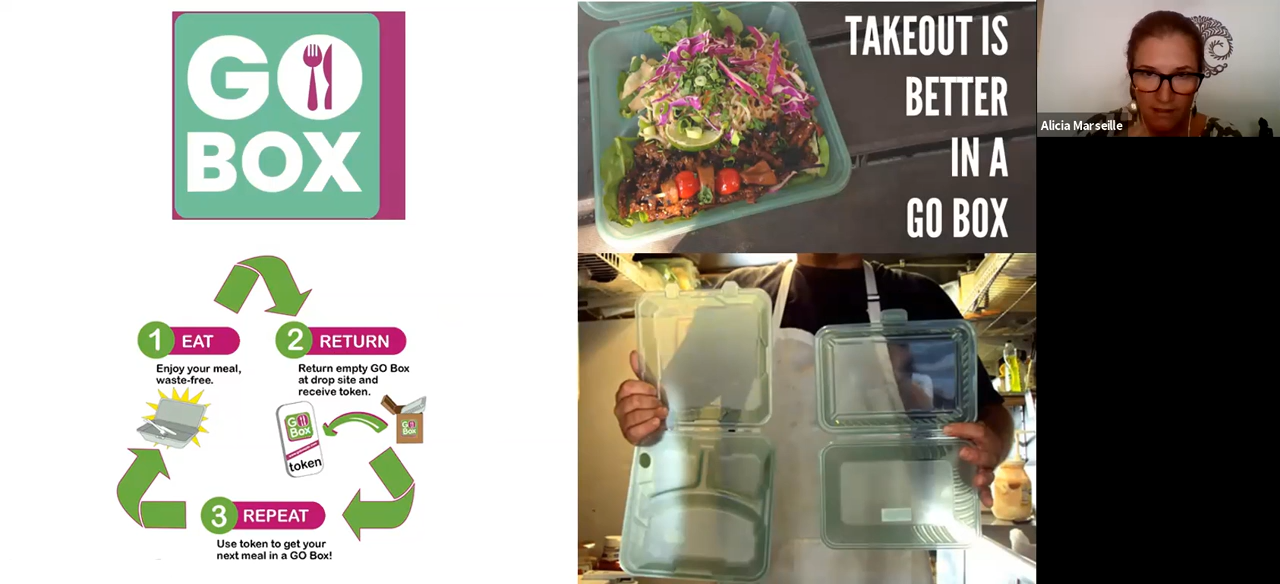 GO
BOX
1 EAT
Enjoy your meal,
waste-free.
2 RETURN
Return empty GO Box
at drop site and
receive token.
GO
Box
token
GO
Box
3 REPEAT
Use token to get your
next meal in a GO Box!
TAKEOUT IS
BETTER
IN A
GO BOX
Alicia Marseille